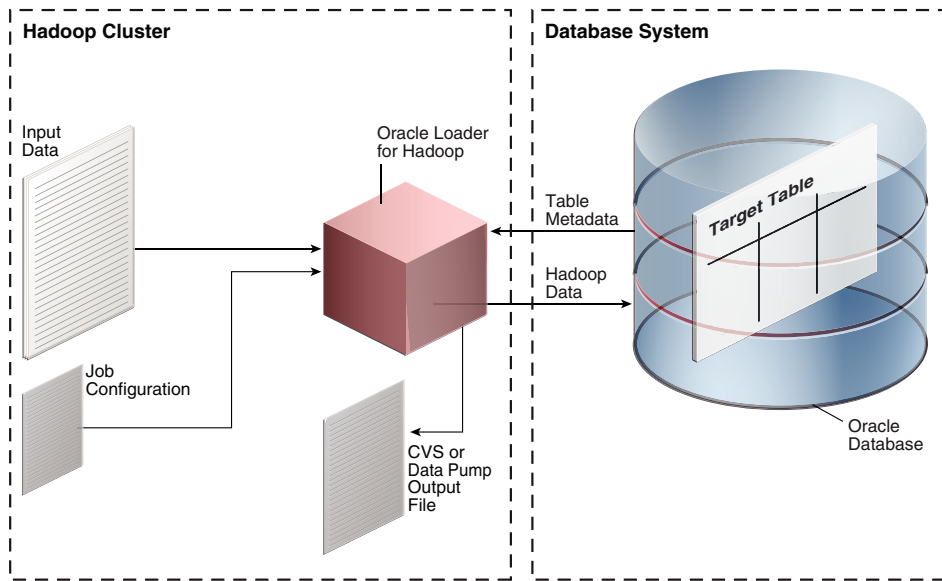 Hadoop Cluster
Database System
Input
Data
Oracle Loader
for Hadoop
Table
Metadata
Target Table
Hadoop
Data
Job
Configuration
CVS or
Data Pump
Output
File
Oracle
Database